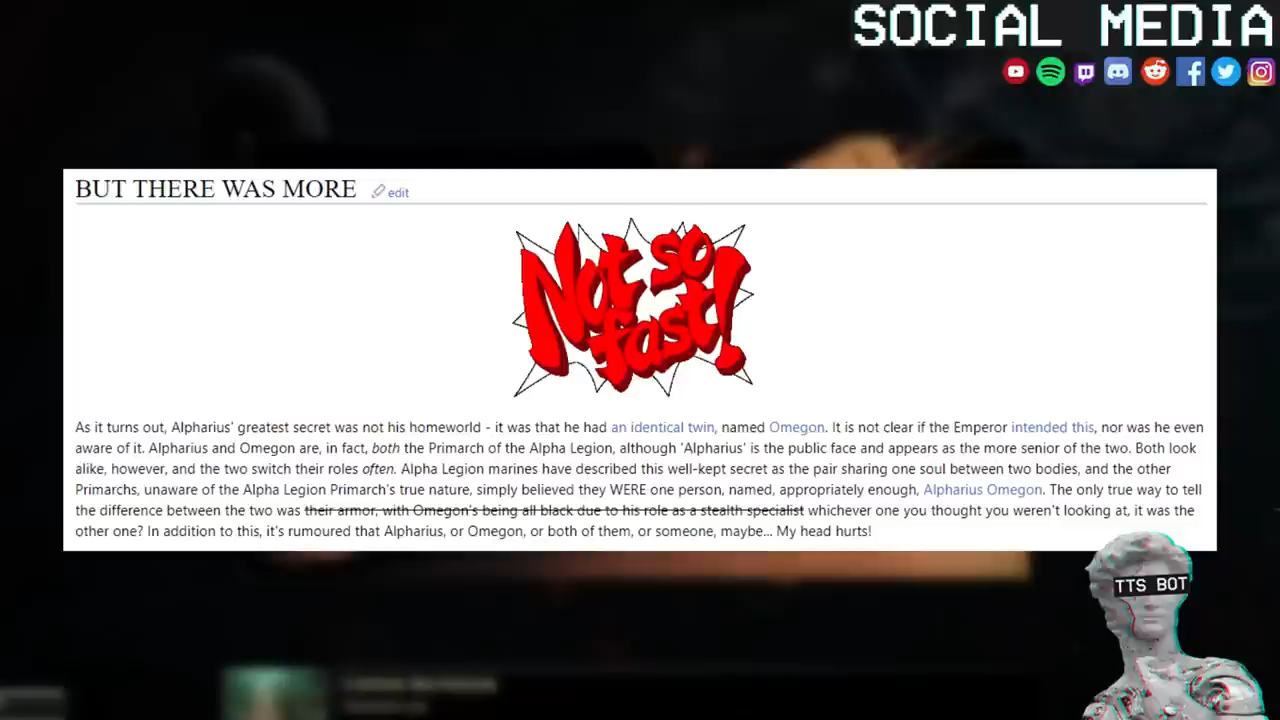 SOCIAL MEDIA
BUT THERE WAS MORE edit
Not so
fast!
As it turns out, Alpharius' greatest secret was not his homeworld - it was that he had an identical twin, named Omegon. It is not clear if the Emperor intended this, nor was he even
aware of it. Alpharius and Omegon are, in fact, both the Primarch of the Alpha Legion, although 'Alpharius' is the public face and appears as the more senior of the two. Both look
alike, however, and the two switch their roles often. Alpha Legion marines have described this well-kept secret as the pair sharing one soul between two bodies, and the other
Primarchs, unaware of the Alpha Legion Primarch's true nature, simply believed they WERE one person, named, appropriately enough, Alpharius Omegon. The only true way to tell
the difference between the two was their armor, with Omegon's being all black due to his role as a stealth specialist whichever one you thought you weren't looking at, it was the
other one? In addition to this, it's rumoured that Alpharius, or Omegon, or both of them, or someone, maybe... My head hurts!
TTS BOT